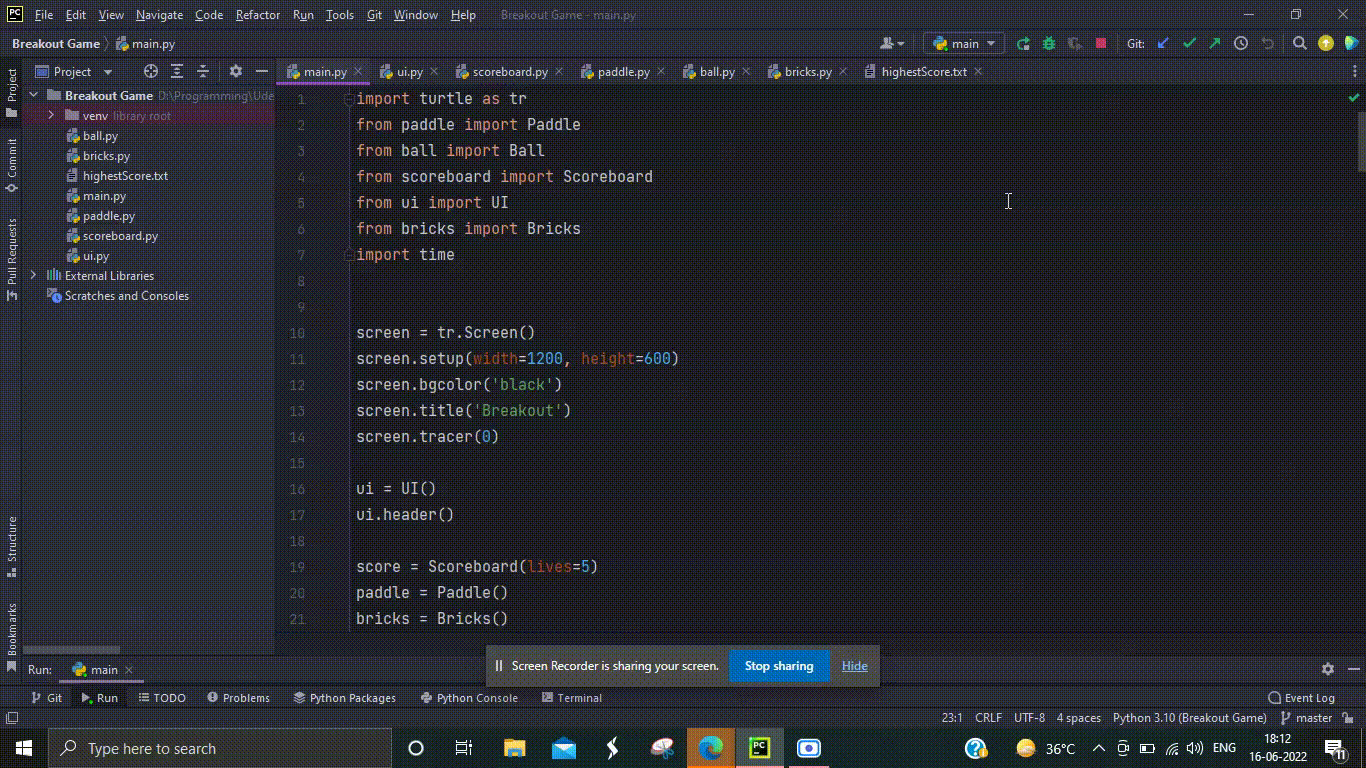 PC File Edit View Navigate Code Refactor Run Tools Git Window Help Breakout Game - main.py
Breakout Game main.py main Git:
Project main.py ui.py scoreboard.py paddle.py ball.py bricks.py highestScore.txt
Project
Commit
Pull Requests
Structure
Bookmarks
Breakout Game D:\Programming\Ude
venv library root
ball.py
bricks.py
highestScore.txt
main.py
paddle.py
scoreboard.py
ui.py
External Libraries
Scratches and Consoles
1 import turtle as tr
2 from paddle import Paddle
3 from ball import Ball
4 from scoreboard import Scoreboard
5 from ui import UI
6 from bricks import Bricks
7 import time
8
9
10 screen = tr.Screen()
11 screen.setup(width=1200, height=600)
12 screen.bgcolor('black')
13 screen.title('Breakout')
14 screen.tracer(0)
15
16 ui = UI()
17 ui.header()
18
19 score = Scoreboard(lives=5)
20 paddle = Paddle()
21 bricks = Bricks()
Screen Recorder is sharing your screen. Stop sharing Hide
Run: main
Git Run TODO Problems Python Packages Python Console Terminal Event Log
23:1 CRLF UTF-8 4 spaces Python 3.10 (Breakout Game) master
Type here to search PC 36°C ENG 18:12
16-06-2022 11